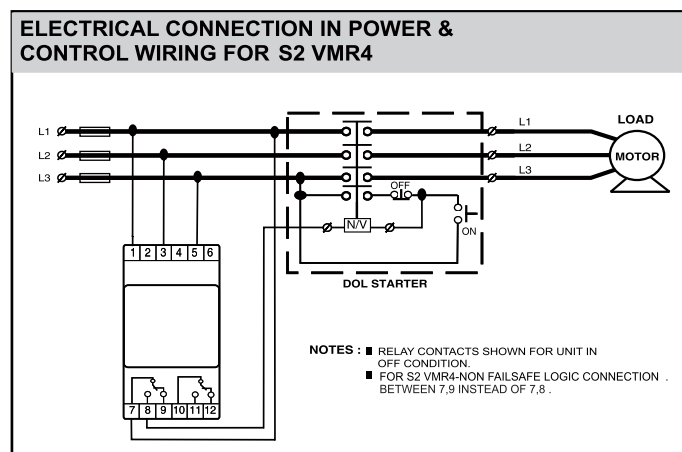 ELECTRICAL CONNECTION IN POWER &
CONTROL WIRING FOR S2 VMR4
L1
L2
L3
L1
L2
L3
LOAD
MOTOR
OFF
ON
N/V
DOL STARTER
1 2 3 4 5 6
7 8 9 10 11 12
NOTES : ■ RELAY CONTACTS SHOWN FOR UNIT IN
OFF CONDITION.
■ FOR S2 VMR4-NON FAILSAFE LOGIC CONNECTION .
BETWEEN 7,9 INSTEAD OF 7,8 .